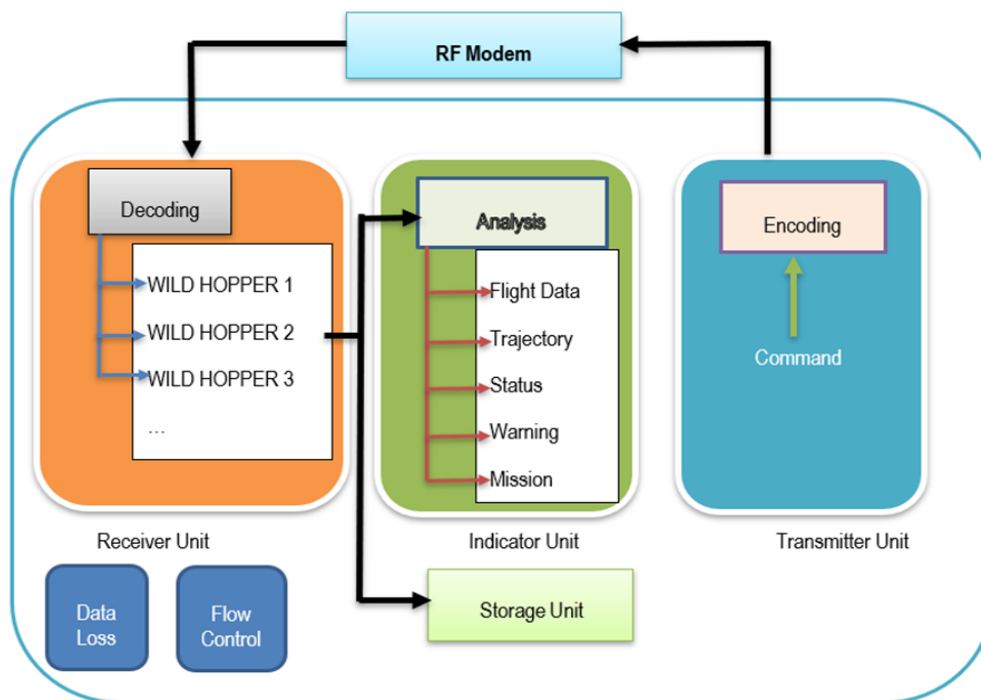 RF Modem
Decoding
WILD HOPPER 1
WILD HOPPER 2
WILD HOPPER 3
...
Receiver Unit
Analysis
Flight Data
Trajectory
Status
Warning
Mission
Indicator Unit
Encoding
Command
Transmitter Unit
Data
Loss
Flow
Control
Storage Unit